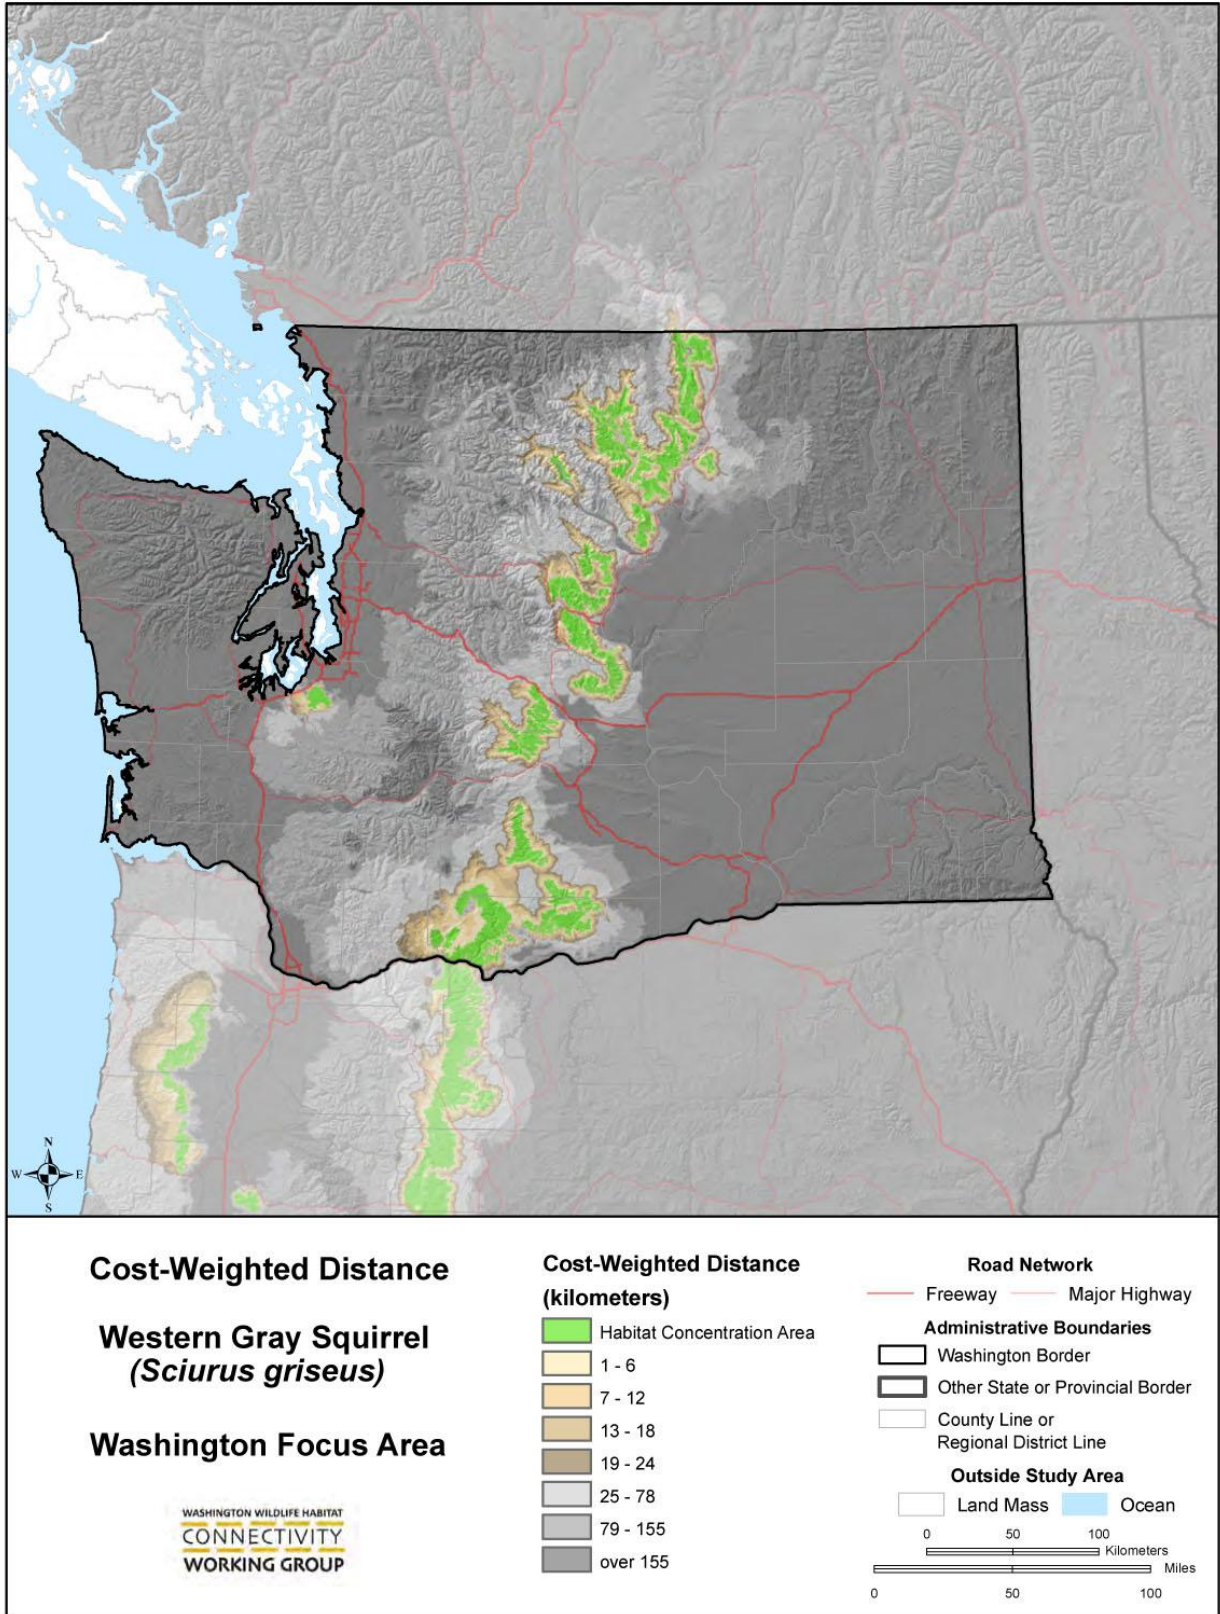 N
W E
S
Cost-Weighted Distance
Western Gray Squirrel
(Sciurus griseus)
Washington Focus Area
WASHINGTON WILDLIFE HABITAT
CONNECTIVITY
WORKING GROUP
Cost-Weighted Distance
(kilometers)
Habitat Concentration Area
1 - 6
7 - 12
13 - 18
19 - 24
25 - 78
79 - 155
over 155
Road Network
Freeway Major Highway
Administrative Boundaries
Washington Border
Other State or Provincial Border
County Line or
Regional District Line
Outside Study Area
Land Mass Ocean
0 50 100
Kilometers
Miles
0 50 100